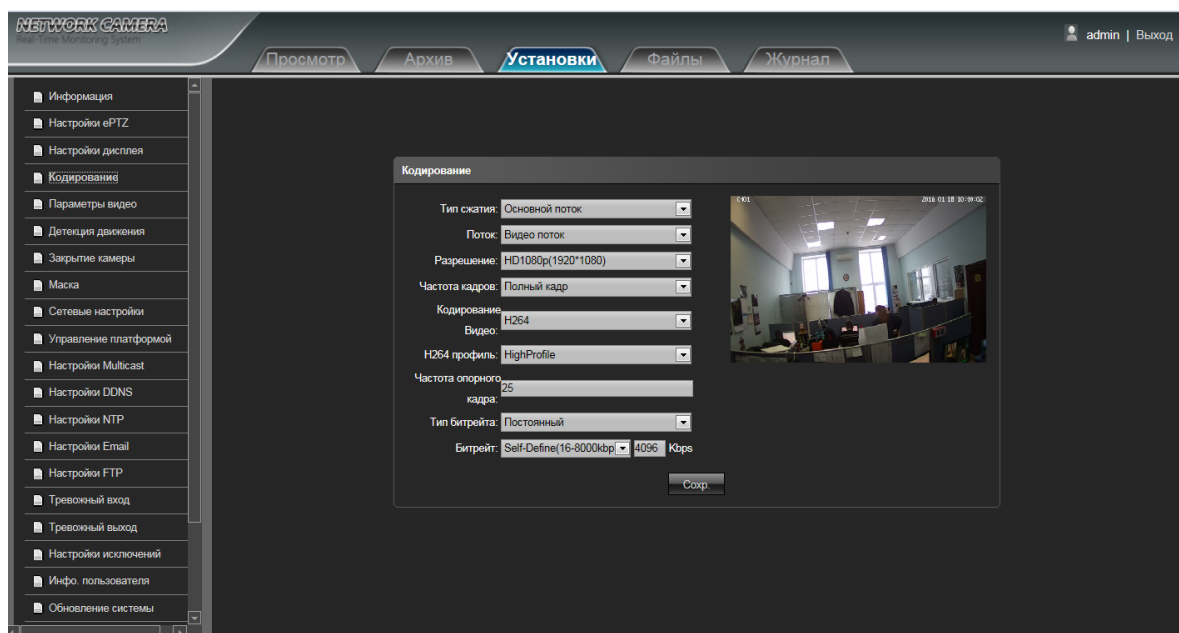 NETWORK CAMERA
Real-Time Monitoring System
admin | Выход
Просмотр
Архив
Установки
Файлы
Журнал
Информация
Настройки ePTZ
Настройки дисплея
Кодирование
Параметры видео
Детекция движения
Закрытие камеры
Маска
Сетевые настройки
Управление платформой
Настройки Multicast
Настройки DDNS
Настройки NTP
Настройки Email
Настройки FTP
Тревожный вход
Тревожный выход
Настройки исключений
Инфо. пользователя
Обновление системы
Кодирование
Тип сжатия: Основной поток
Поток: Видео поток
Разрешение: HD1080p(1920*1080)
Частота кадров: Полный кадр
Кодирование
Видео: H264
H264 профиль: HighProfile
Частота опорного
кадра: 25
Тип битрейта: Постоянный
Битрейт: Self-Define(16-8000kbp 4096 Kbps
Сохр.